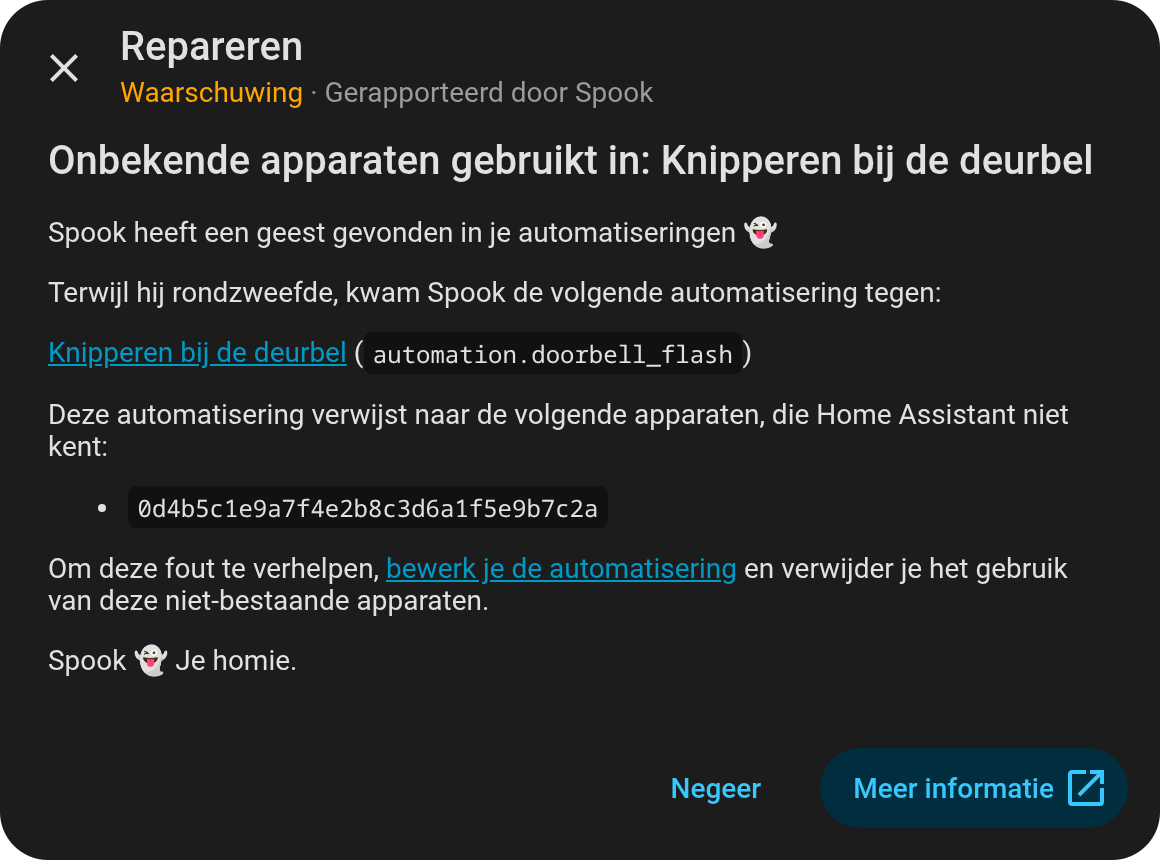 Repareren
Waarschuwing · Gerapporteerd door Spook
Onbekende apparaten gebruikt in: Knipperen bij de deurbel
Spook heeft een geest gevonden in je automatiseringen 👻
Terwijl hij rondzweefde, kwam Spook de volgende automatisering tegen:
Knipperen bij de deurbel (automation.doorbell_flash)
Deze automatisering verwijst naar de volgende apparaten, die Home Assistant niet
kent:
• 0d4b5c1e9a7f4e2b8c3d6a1f5e9b7c2a
Om deze fout te verhelpen, bewerk je de automatisering en verwijder je het gebruik
van deze niet-bestaande apparaten.
Spook 👻 Je homie.
Negeer
Meer informatie